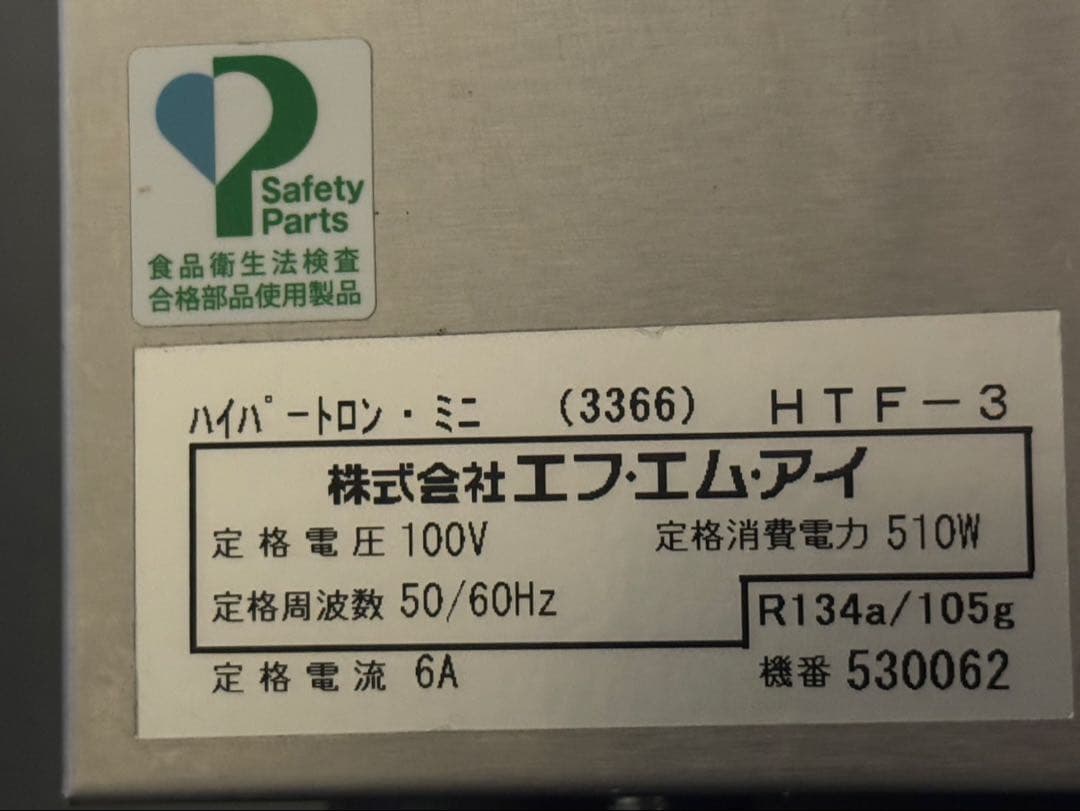 Safety
Parts
食品衛生法検査
合格部品使用製品
ハイパートロン・ミニ (3366) HTF-3
株式会社エフ・エム・アイ
定格電圧 100V 定格消費電力 510W
定格周波数 50/60Hz R134a/105g
定格電流 6A 機番 530062